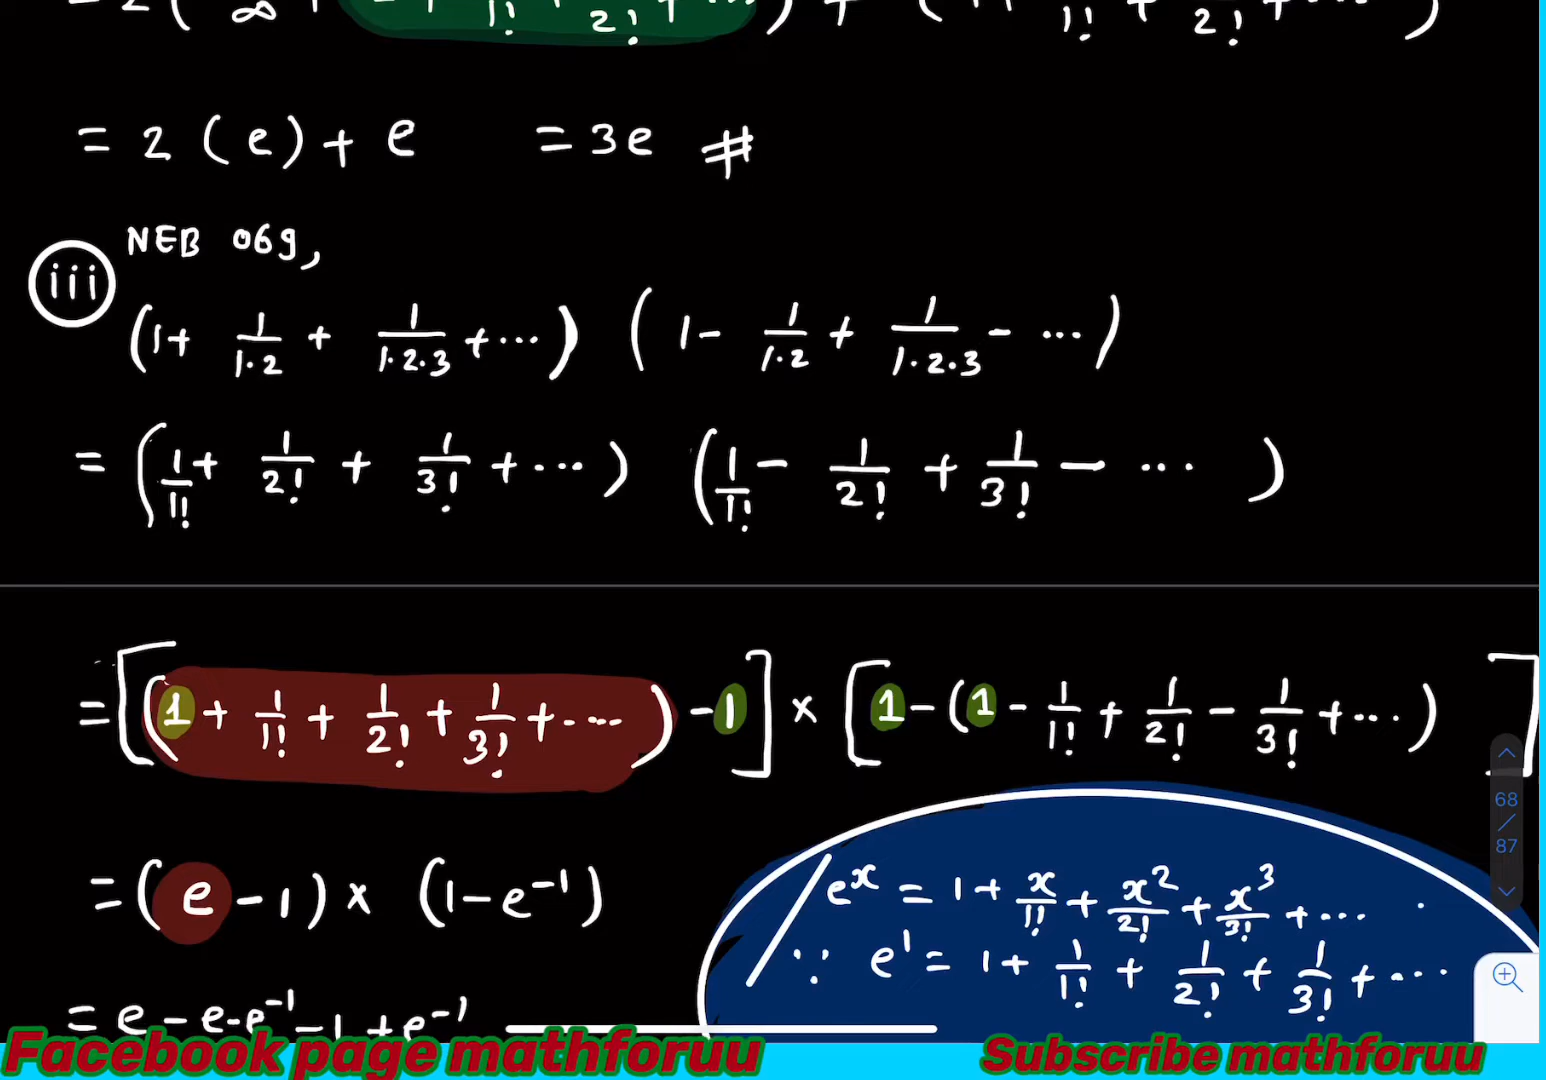 = 2 ( e ) + e = 3e #
iii NEB 069,
(1 + 1/1·2 + 1/1·2·3 + ...) (1 - 1/1·2 + 1/1·2·3 - ...)
= (1/1! + 1/2! + 1/3! + ...) (1/1! - 1/2! + 1/3! - ...)
= [(1 + 1/1! + 1/2! + 1/3! + ....) - 1] × [1 - (1 - 1/1! + 1/2! - 1/3! + ...)]
= (e - 1) × (1 - e⁻¹)
/ eˣ = 1 + x/1! + x²/2! + x³/3! + ...
∵ e¹ = 1 + 1/1! + 1/2! + 1/3! + ...
= e - e·e⁻¹ - 1 + e⁻¹
68
/
87
Facebook page mathforuu
Subscribe mathforuu